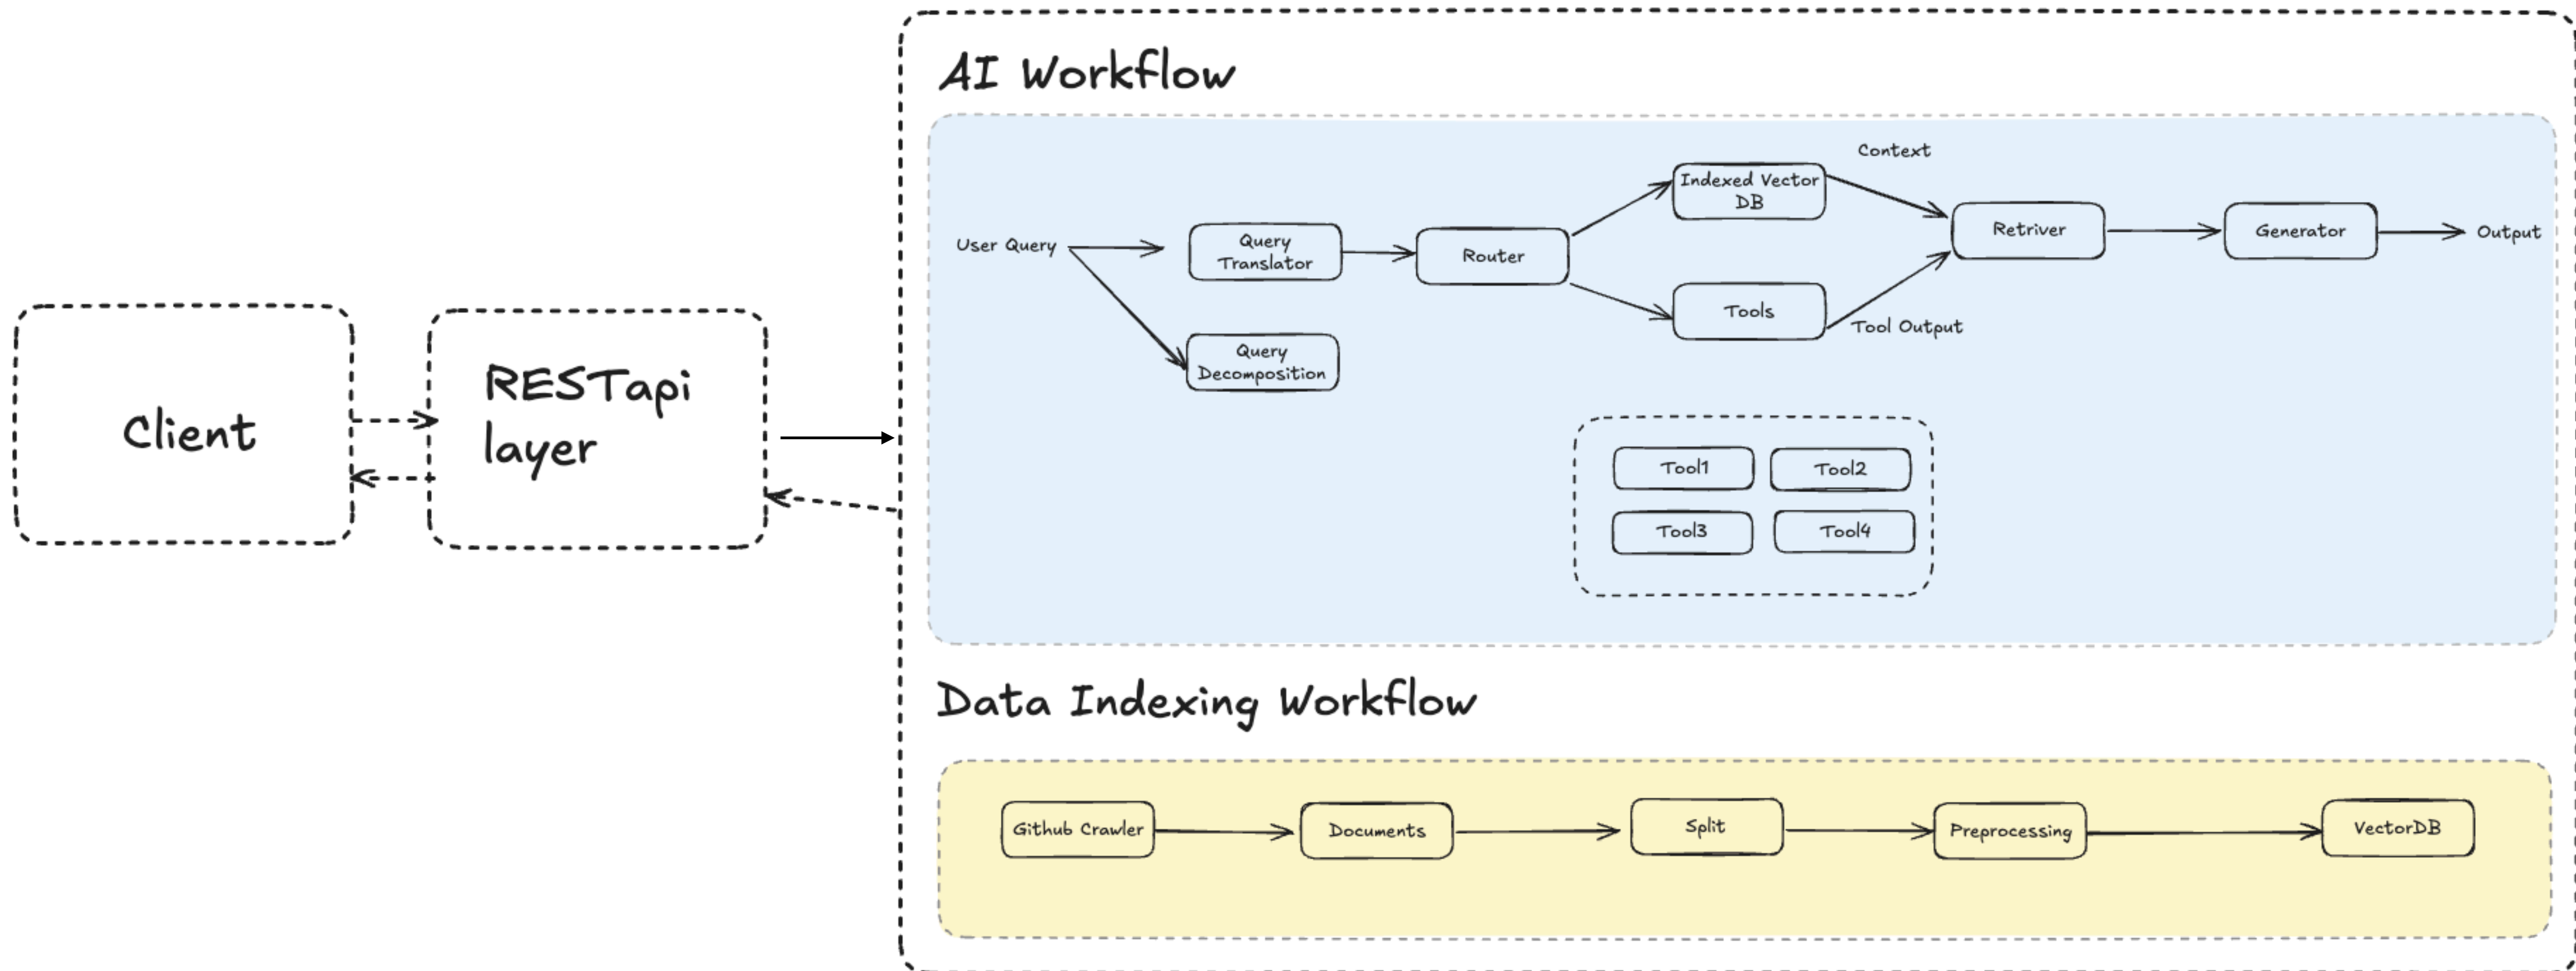 AI Workflow
Context
Indexed Vector
DB
User Query
Query
Translator
Router
Retriver
Generator
Output
Tools
Tool Output
Query
Decomposition
Client
RESTapi
layer
Tool1
Tool2
Tool3
Tool4
Data Indexing Workflow
Github Crawler
Documents
Split
Preprocessing
VectorDB